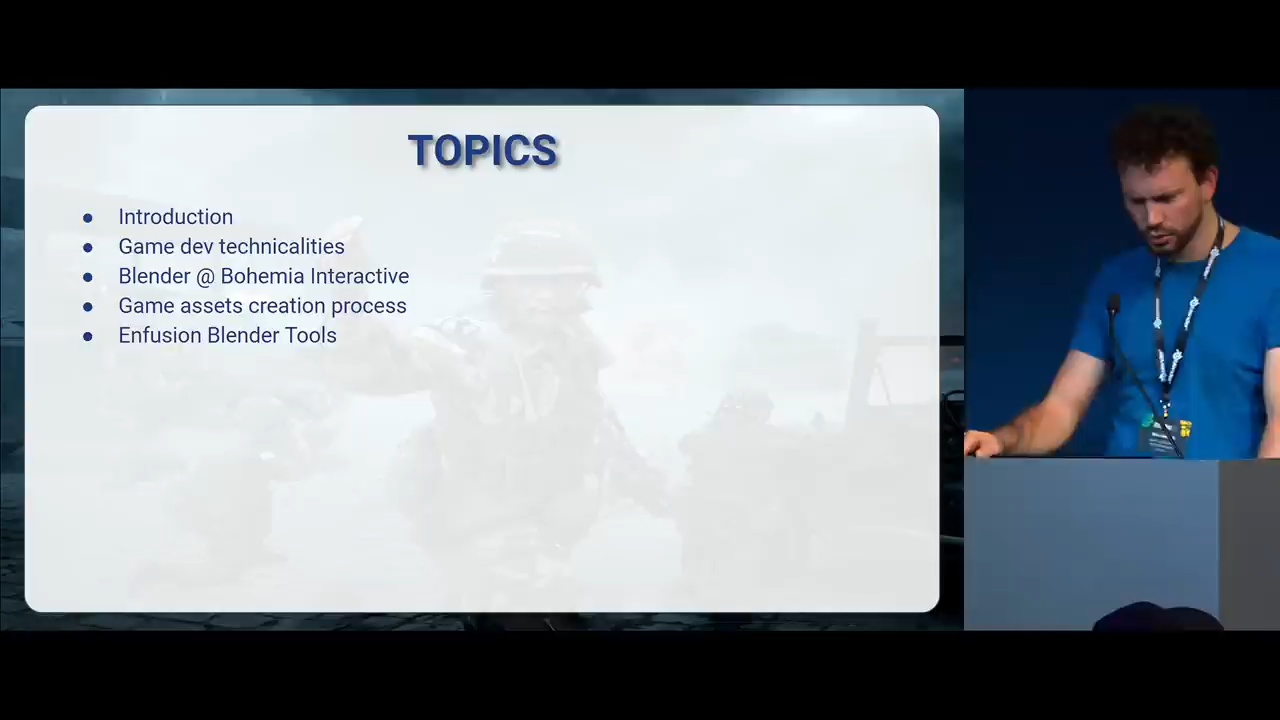 TOPICS
● Introduction
● Game dev technicalities
● Blender @ Bohemia Interactive
● Game assets creation process
● Enfusion Blender Tools